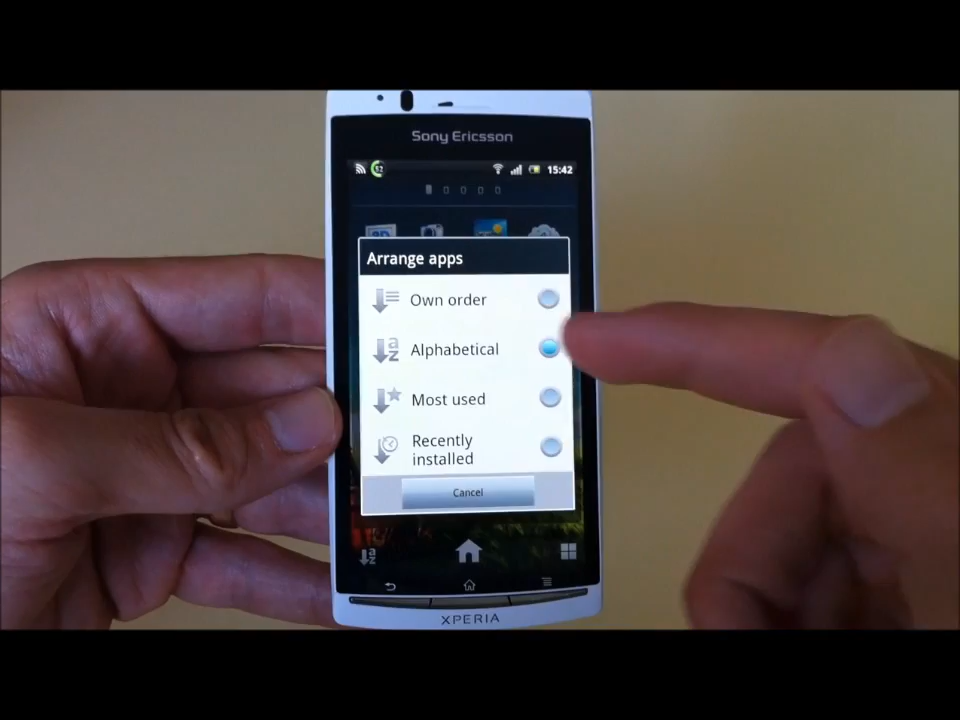 Sony Ericsson
15:42
Arrange apps
Own order
Alphabetical
Most used
Recently
installed
Cancel
XPERIA